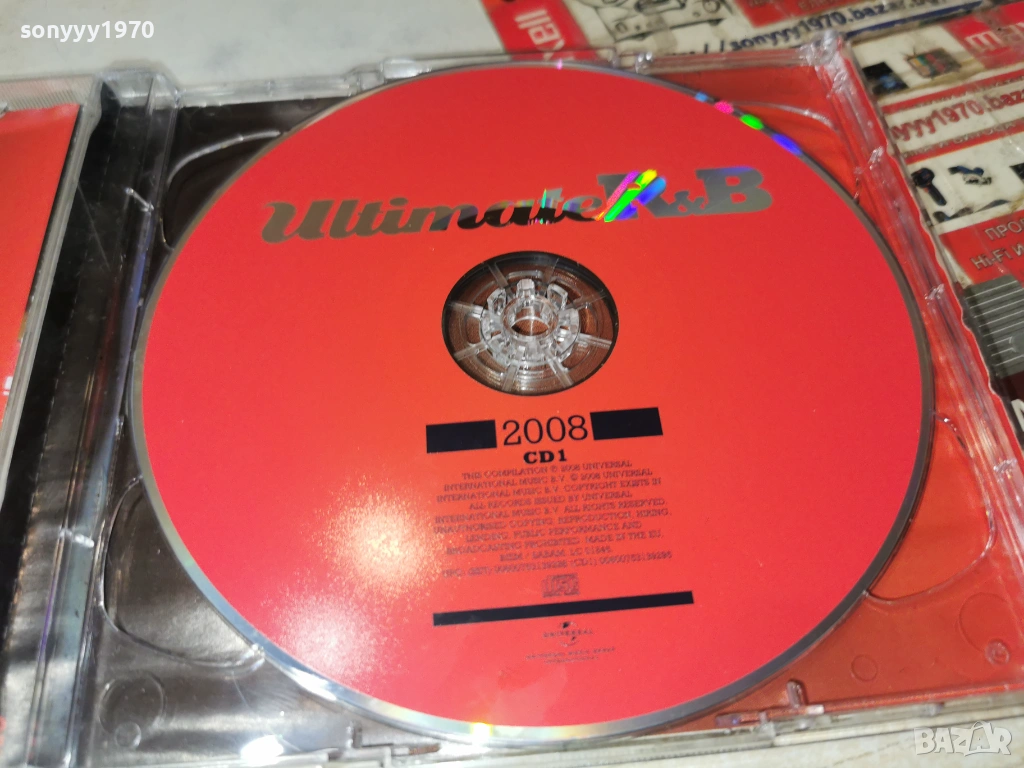 sonyyy1970
yyy1970.baza
Hi-Fi
Ultimate R&B
2008
CD1
THIS COMPILATION ℗ 2008 UNIVERSAL
INTERNATIONAL MUSIC B.V. © 2008 UNIVERSAL
INTERNATIONAL MUSIC B.V. COPYRIGHT EXISTS IN
ALL RECORDS ISSUED BY UNIVERSAL
INTERNATIONAL MUSIC B.V. ALL RIGHTS RESERVED.
UNAUTHORISED COPYING, REPRODUCTION, HIRING,
LENDING, PUBLIC PERFORMANCE AND
BROADCASTING PROHIBITED. MADE IN THE EU.
UNIVERSAL
BAZAR